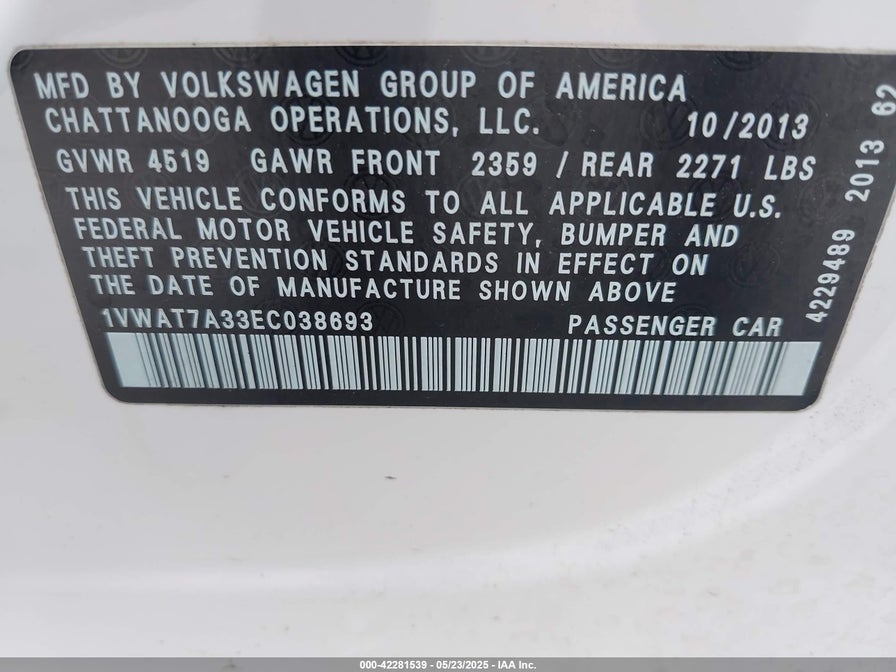 MFD BY VOLKSWAGEN GROUP OF AMERICA
CHATTANOOGA OPERATIONS, LLC. 10/2013
GVWR 4519 GAWR FRONT 2359 / REAR 2271 LBS
THIS VEHICLE CONFORMS TO ALL APPLICABLE U.S.
FEDERAL MOTOR VEHICLE SAFETY, BUMPER AND
THEFT PREVENTION STANDARDS IN EFFECT ON
THE DATE OF MANUFACTURE SHOWN ABOVE
1VWAT7A33EC038693 PASSENGER CAR
4229489 2013 62
000-42281539 - 05/23/2025 - IAA Inc.